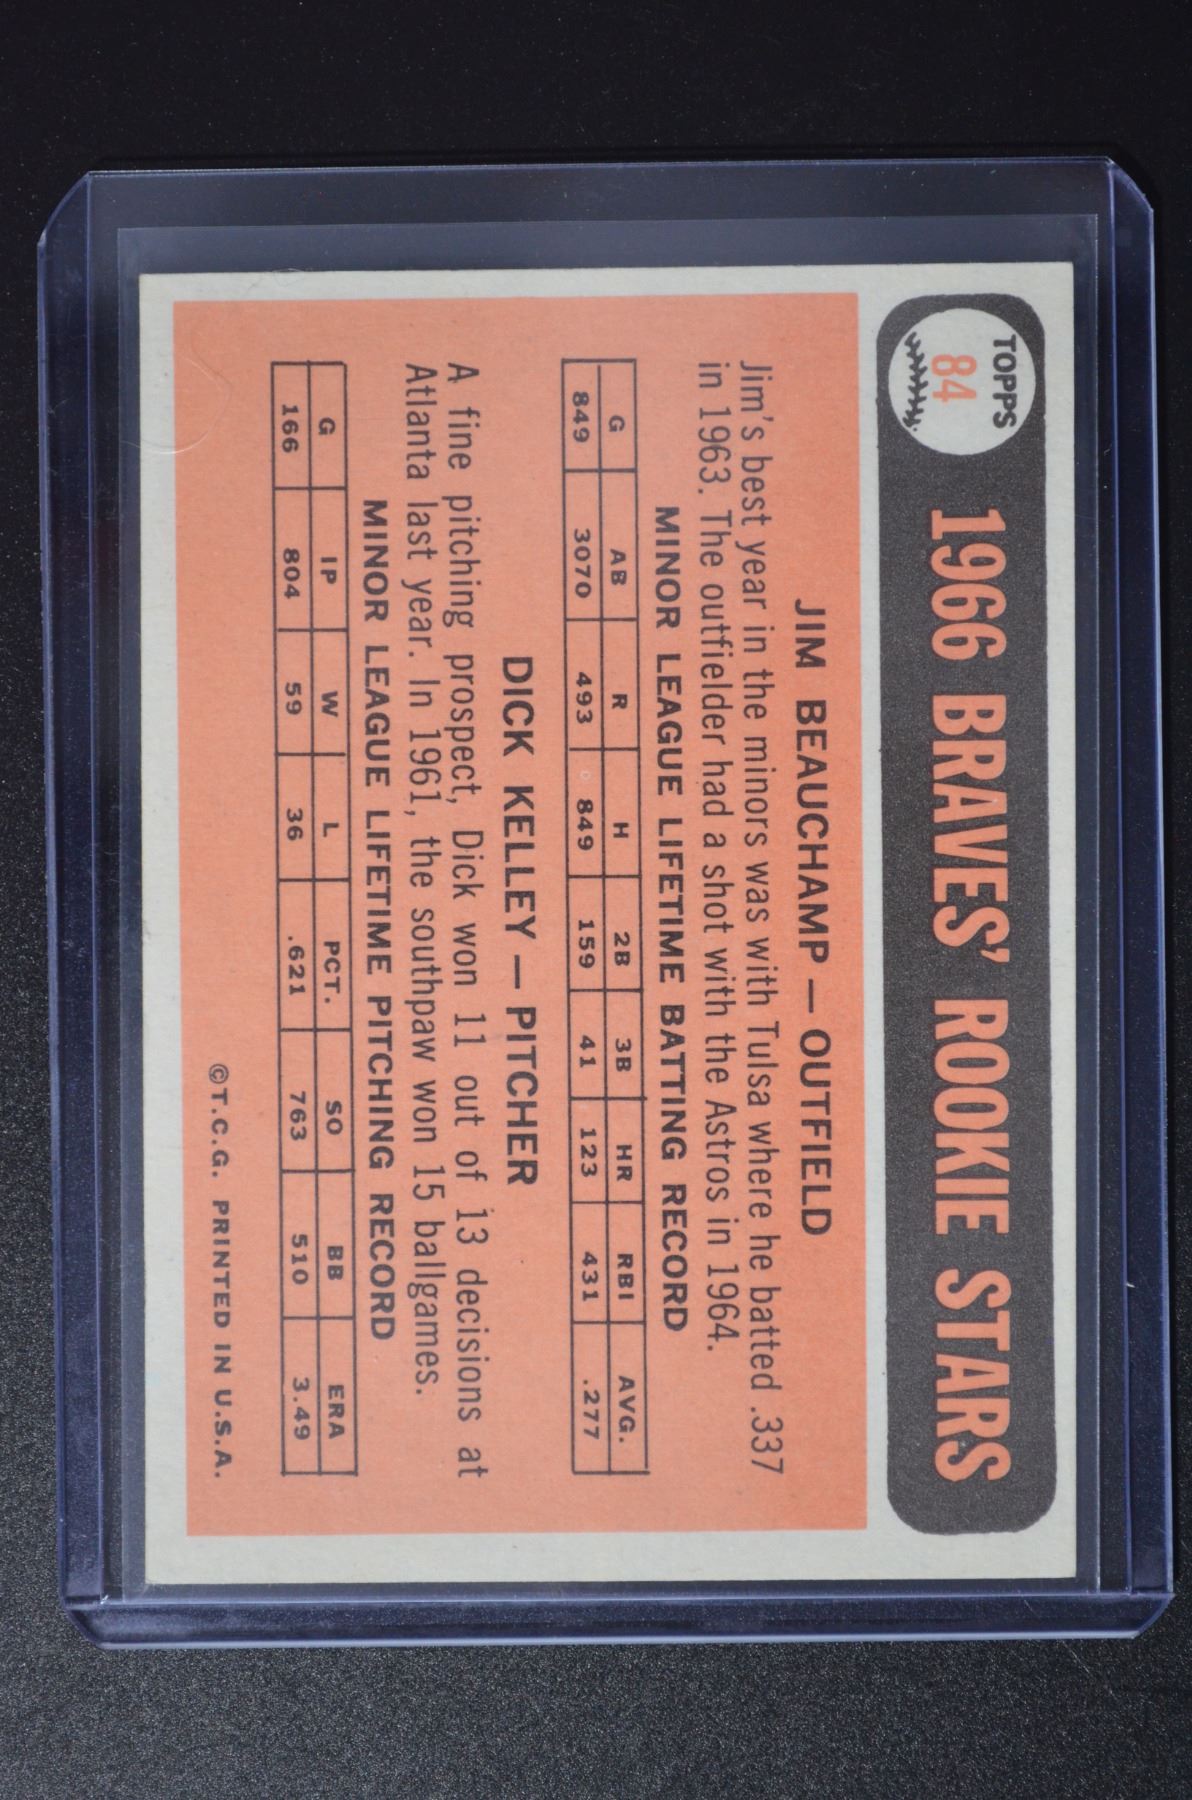 TOPPS
84
1966 BRAVES' ROOKIE STARS
JIM BEAUCHAMP — OUTFIELD
Jim's best year in the minors was with Tulsa where he batted .337
in 1963. The outfielder had a shot with the Astros in 1964.
MINOR LEAGUE LIFETIME BATTING RECORD
G AB R H 2B 3B HR RBI AVG.
849 3070 493 849 159 41 123 431 .277
DICK KELLEY — PITCHER
A fine pitching prospect, Dick won 11 out of 13 decisions at
Atlanta last year. In 1961, the southpaw won 15 ballgames.
MINOR LEAGUE LIFETIME PITCHING RECORD
G IP W L PCT. SO BB ERA
166 804 59 36 .621 763 510 3.49
©T.C.G. PRINTED IN U.S.A.